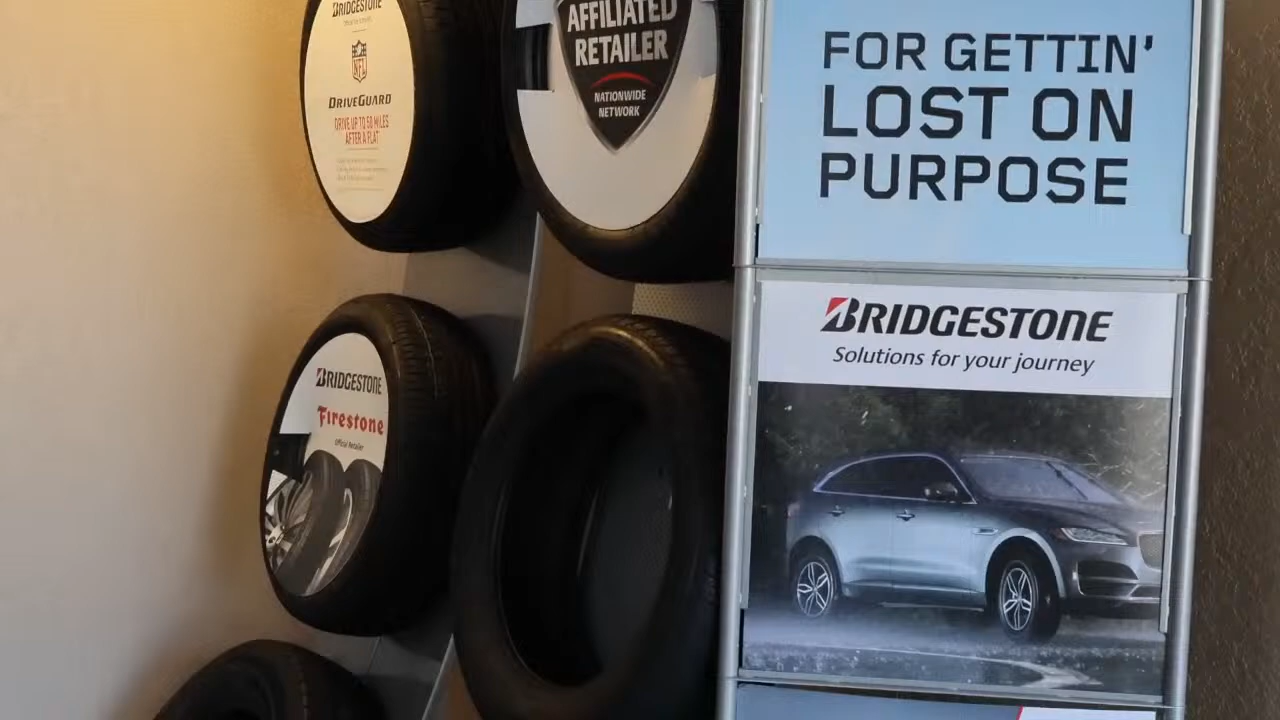 BRIDGESTONE
NFL
DRIVEGUARD
DRIVE UP TO 50 MILES
AFTER A FLAT
AFFILIATED
RETAILER
NATIONWIDE
NETWORK
BRIDGESTONE
Firestone
Official Retailer
FOR GETTIN'
LOST ON
PURPOSE
BRIDGESTONE
Solutions for your journey